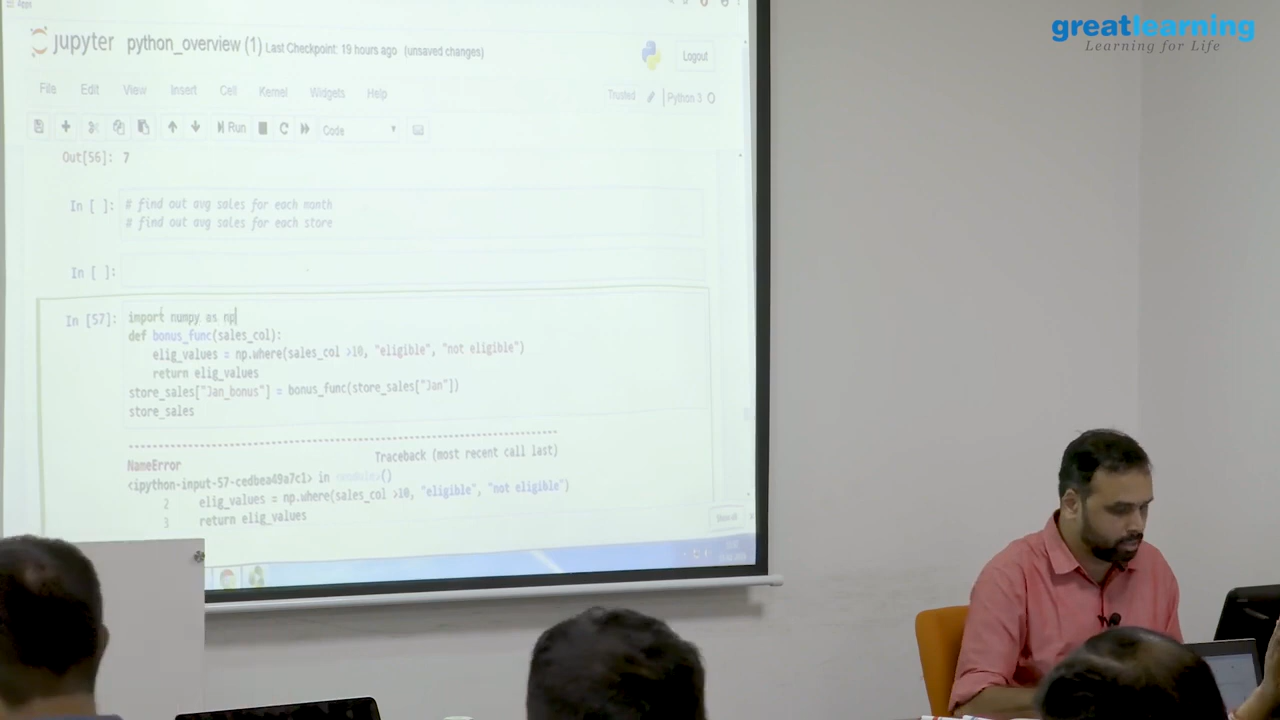 Apps
greatlearning
Learning for Life
jupyter python_overview (1) Last Checkpoint: 19 hours ago (unsaved changes)
Logout
File Edit View Insert Cell Kernel Widgets Help
Trusted Python 3
Run Code
Out[56]: 7
In [ ]: # find out avg sales for each month
# find out avg sales for each store
In [ ]:
In [57]: import numpy as np
def bonus_func(sales_col):
elig_values = np.where(sales_col >10, "eligible", "not eligible")
return elig_values
store_sales["Jan_bonus"] = bonus_func(store_sales["Jan"])
store_sales
---------------------------------------------------------------------------
NameError Traceback (most recent call last)
<ipython-input-57-cedbea49a7c1> in <module>()
2 elig_values = np.where(sales_col >10, "eligible", "not eligible")
3 return elig_values
Show all